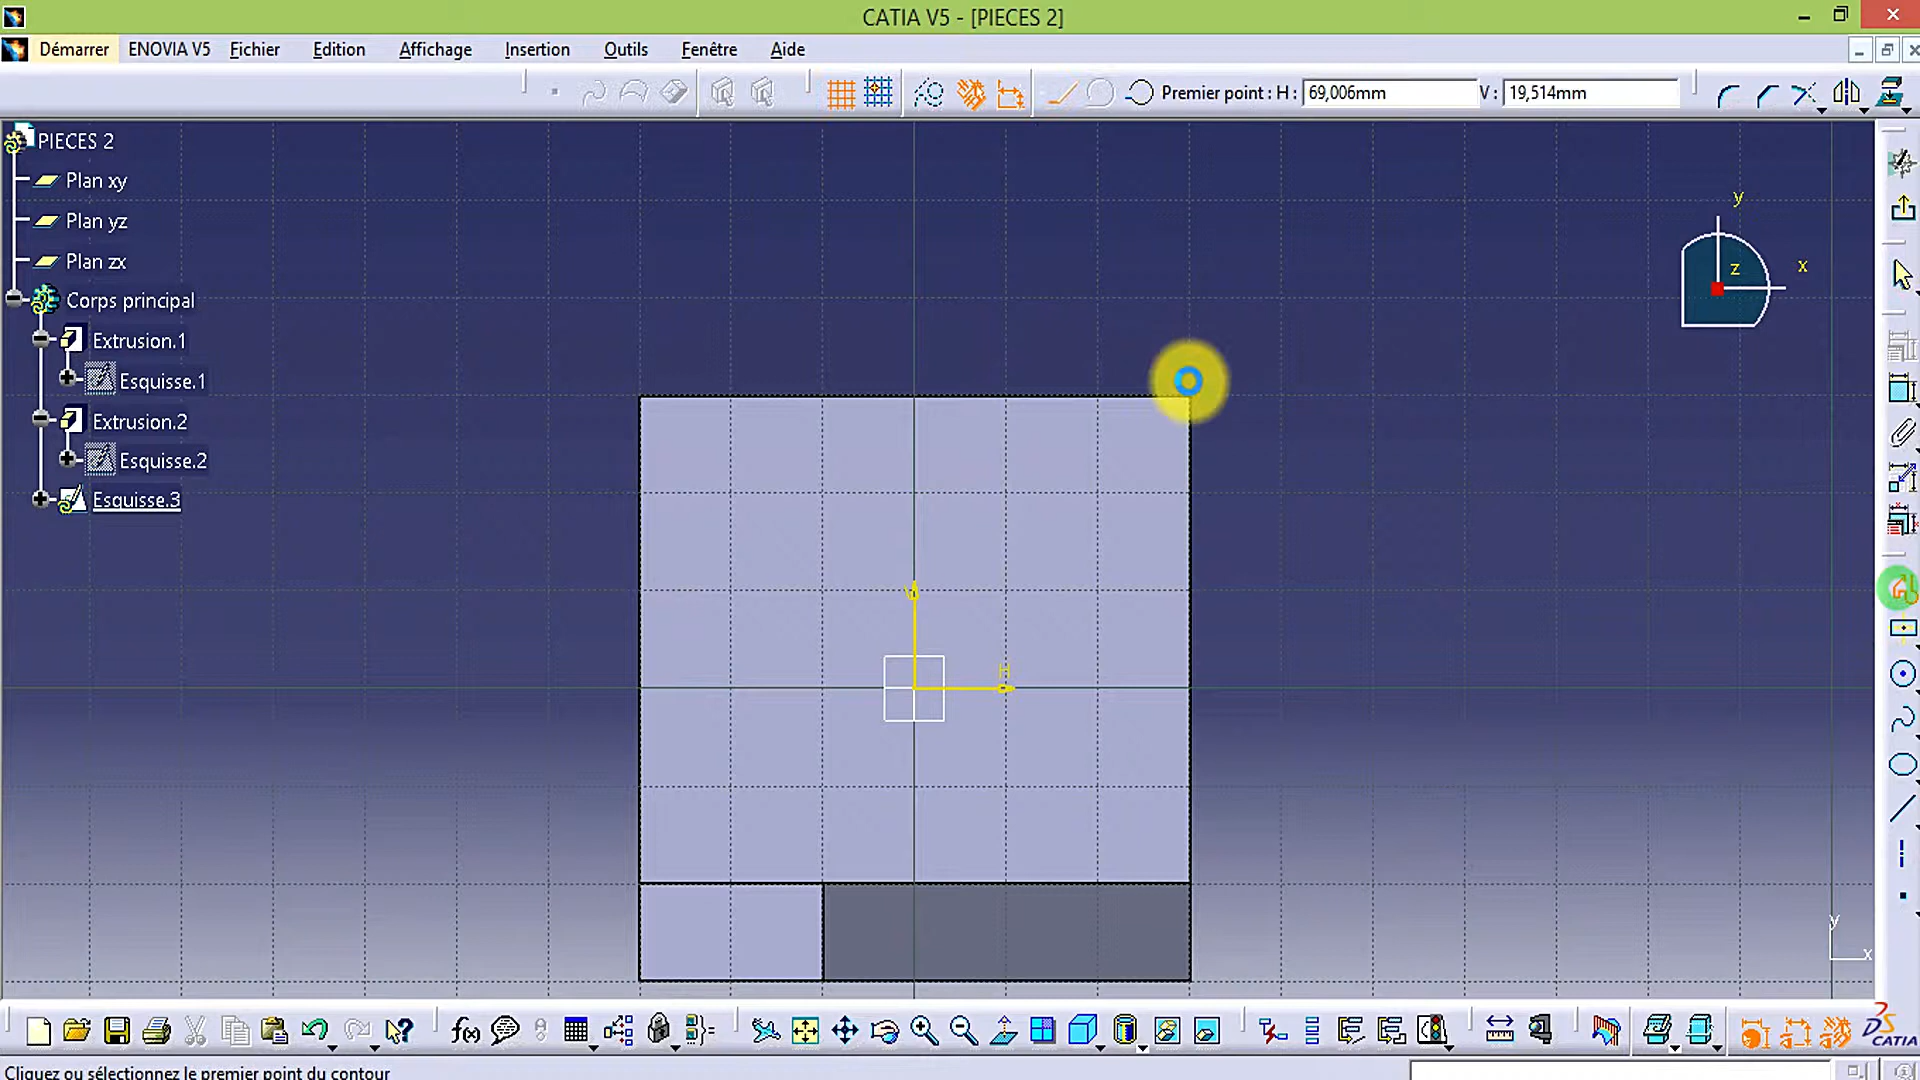 CATIA V5 - [PIECES 2]
Démarrer ENOVIA V5 Fichier Edition Affichage Insertion Outils Fenêtre Aide
Premier point : H : 69,006mm V : 19,514mm
PIECES 2
Plan xy
Plan yz
Plan zx
Corps principal
Extrusion.1
Esquisse.1
Extrusion.2
Esquisse.2
Esquisse.3
y
z
x
V
H
y
x
f(x)
CATIA
Cliquez ou sélectionnez le premier point du contour